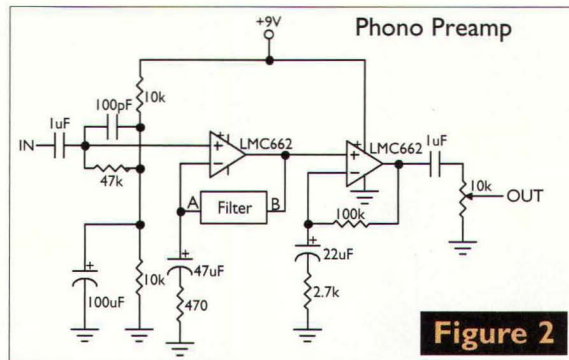 Phono Preamp
+9V
10k
100pF
1uF
IN
LMC662
LMC662
1uF
47k
+
-
+
-
10k
OUT
A
Filter
B
100k
+
+
+
47uF
22uF
100uF
10k
470
2.7k
Figure 2